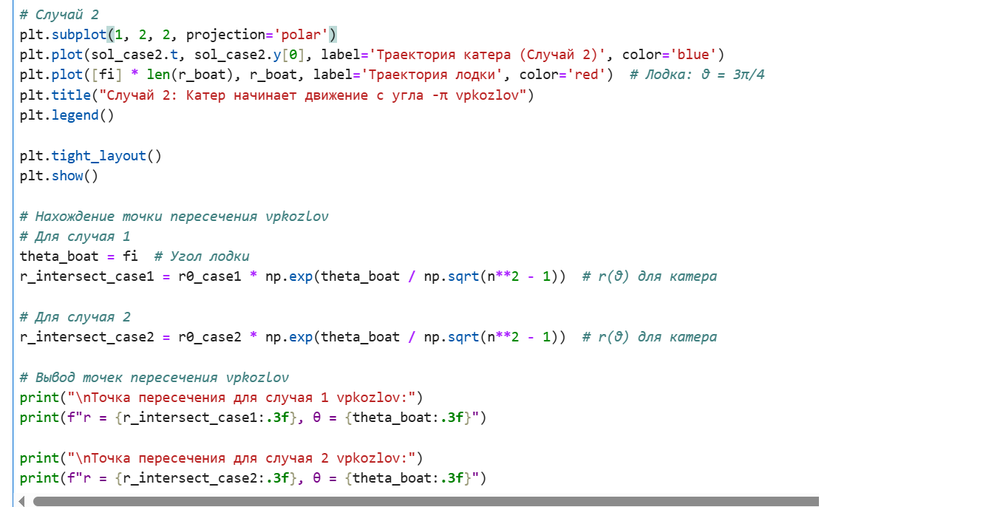 # Случай 2
plt.subplot(1, 2, 2, projection='polar')
plt.plot(sol_case2.t, sol_case2.y[0], label='Траектория катера (Случай 2)', color='blue')
plt.plot([fi] * len(r_boat), r_boat, label='Траектория лодки', color='red')  # Лодка: ϑ = 3π/4
plt.title("Случай 2: Катер начинает движение с угла -π vpkozlov")
plt.legend()
plt.tight_layout()
plt.show()
# Нахождение точки пересечения vpkozlov
# Для случая 1
theta_boat = fi  # Угол лодки
r_intersect_case1 = r0_case1 * np.exp(theta_boat / np.sqrt(n**2 - 1))  # r(ϑ) для катера
# Для случая 2
r_intersect_case2 = r0_case2 * np.exp(theta_boat / np.sqrt(n**2 - 1))  # r(ϑ) для катера
# Вывод точек пересечения vpkozlov
print("\nТочка пересечения для случая 1 vpkozlov:")
print(f"r = {r_intersect_case1:.3f}, θ = {theta_boat:.3f}")
print("\nТочка пересечения для случая 2 vpkozlov:")
print(f"r = {r_intersect_case2:.3f}, θ = {theta_boat:.3f}")